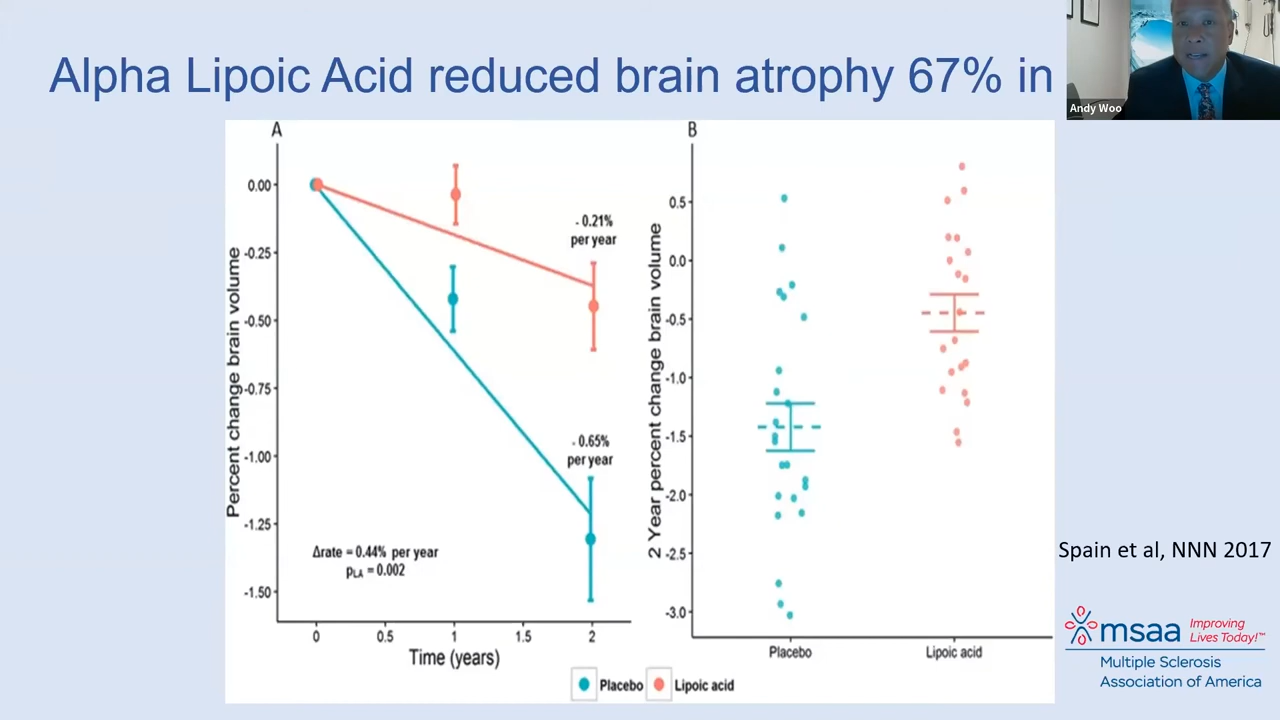 Alpha Lipoic Acid reduced brain atrophy 67% in
Andy Woo
A
Percent change brain volume
0.00
-0.25
-0.50
-0.75
-1.00
-1.25
-1.50
- 0.21%
per year
- 0.65%
per year
Δrate = 0.44% per year
pLA = 0.002
0
0.5
1
1.5
2
Time (years)
B
2 Year percent change brain volume
0.5
0.0
-0.5
-1.0
-1.5
-2.0
-2.5
-3.0
Placebo
Lipoic acid
Placebo
Lipoic acid
Spain et al, NNN 2017
msaa
Improving
Lives Today!™
Multiple Sclerosis
Association of America